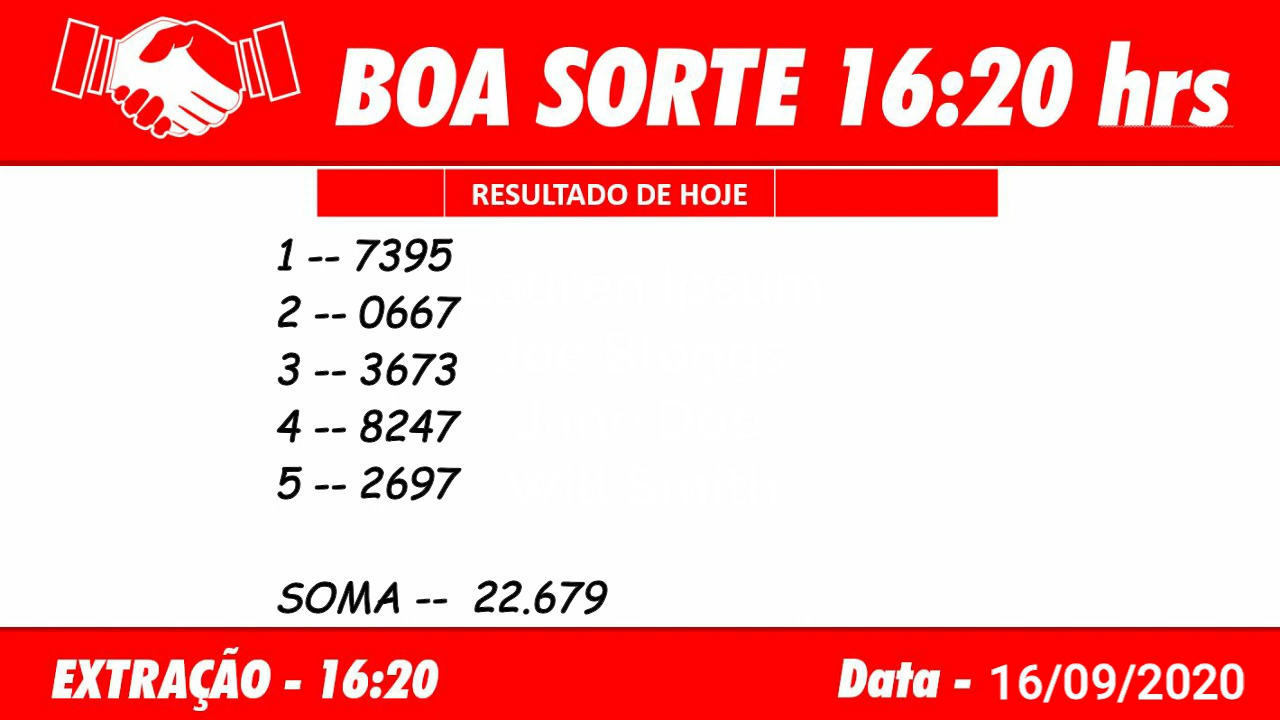 BOA SORTE 16:20 hrs
RESULTADO DE HOJE
1 -- 7395
2 -- 0667
3 -- 3673
4 -- 8247
5 -- 2697
SOMA -- 22.679
EXTRAÇÃO - 16:20
Data - 16/09/2020